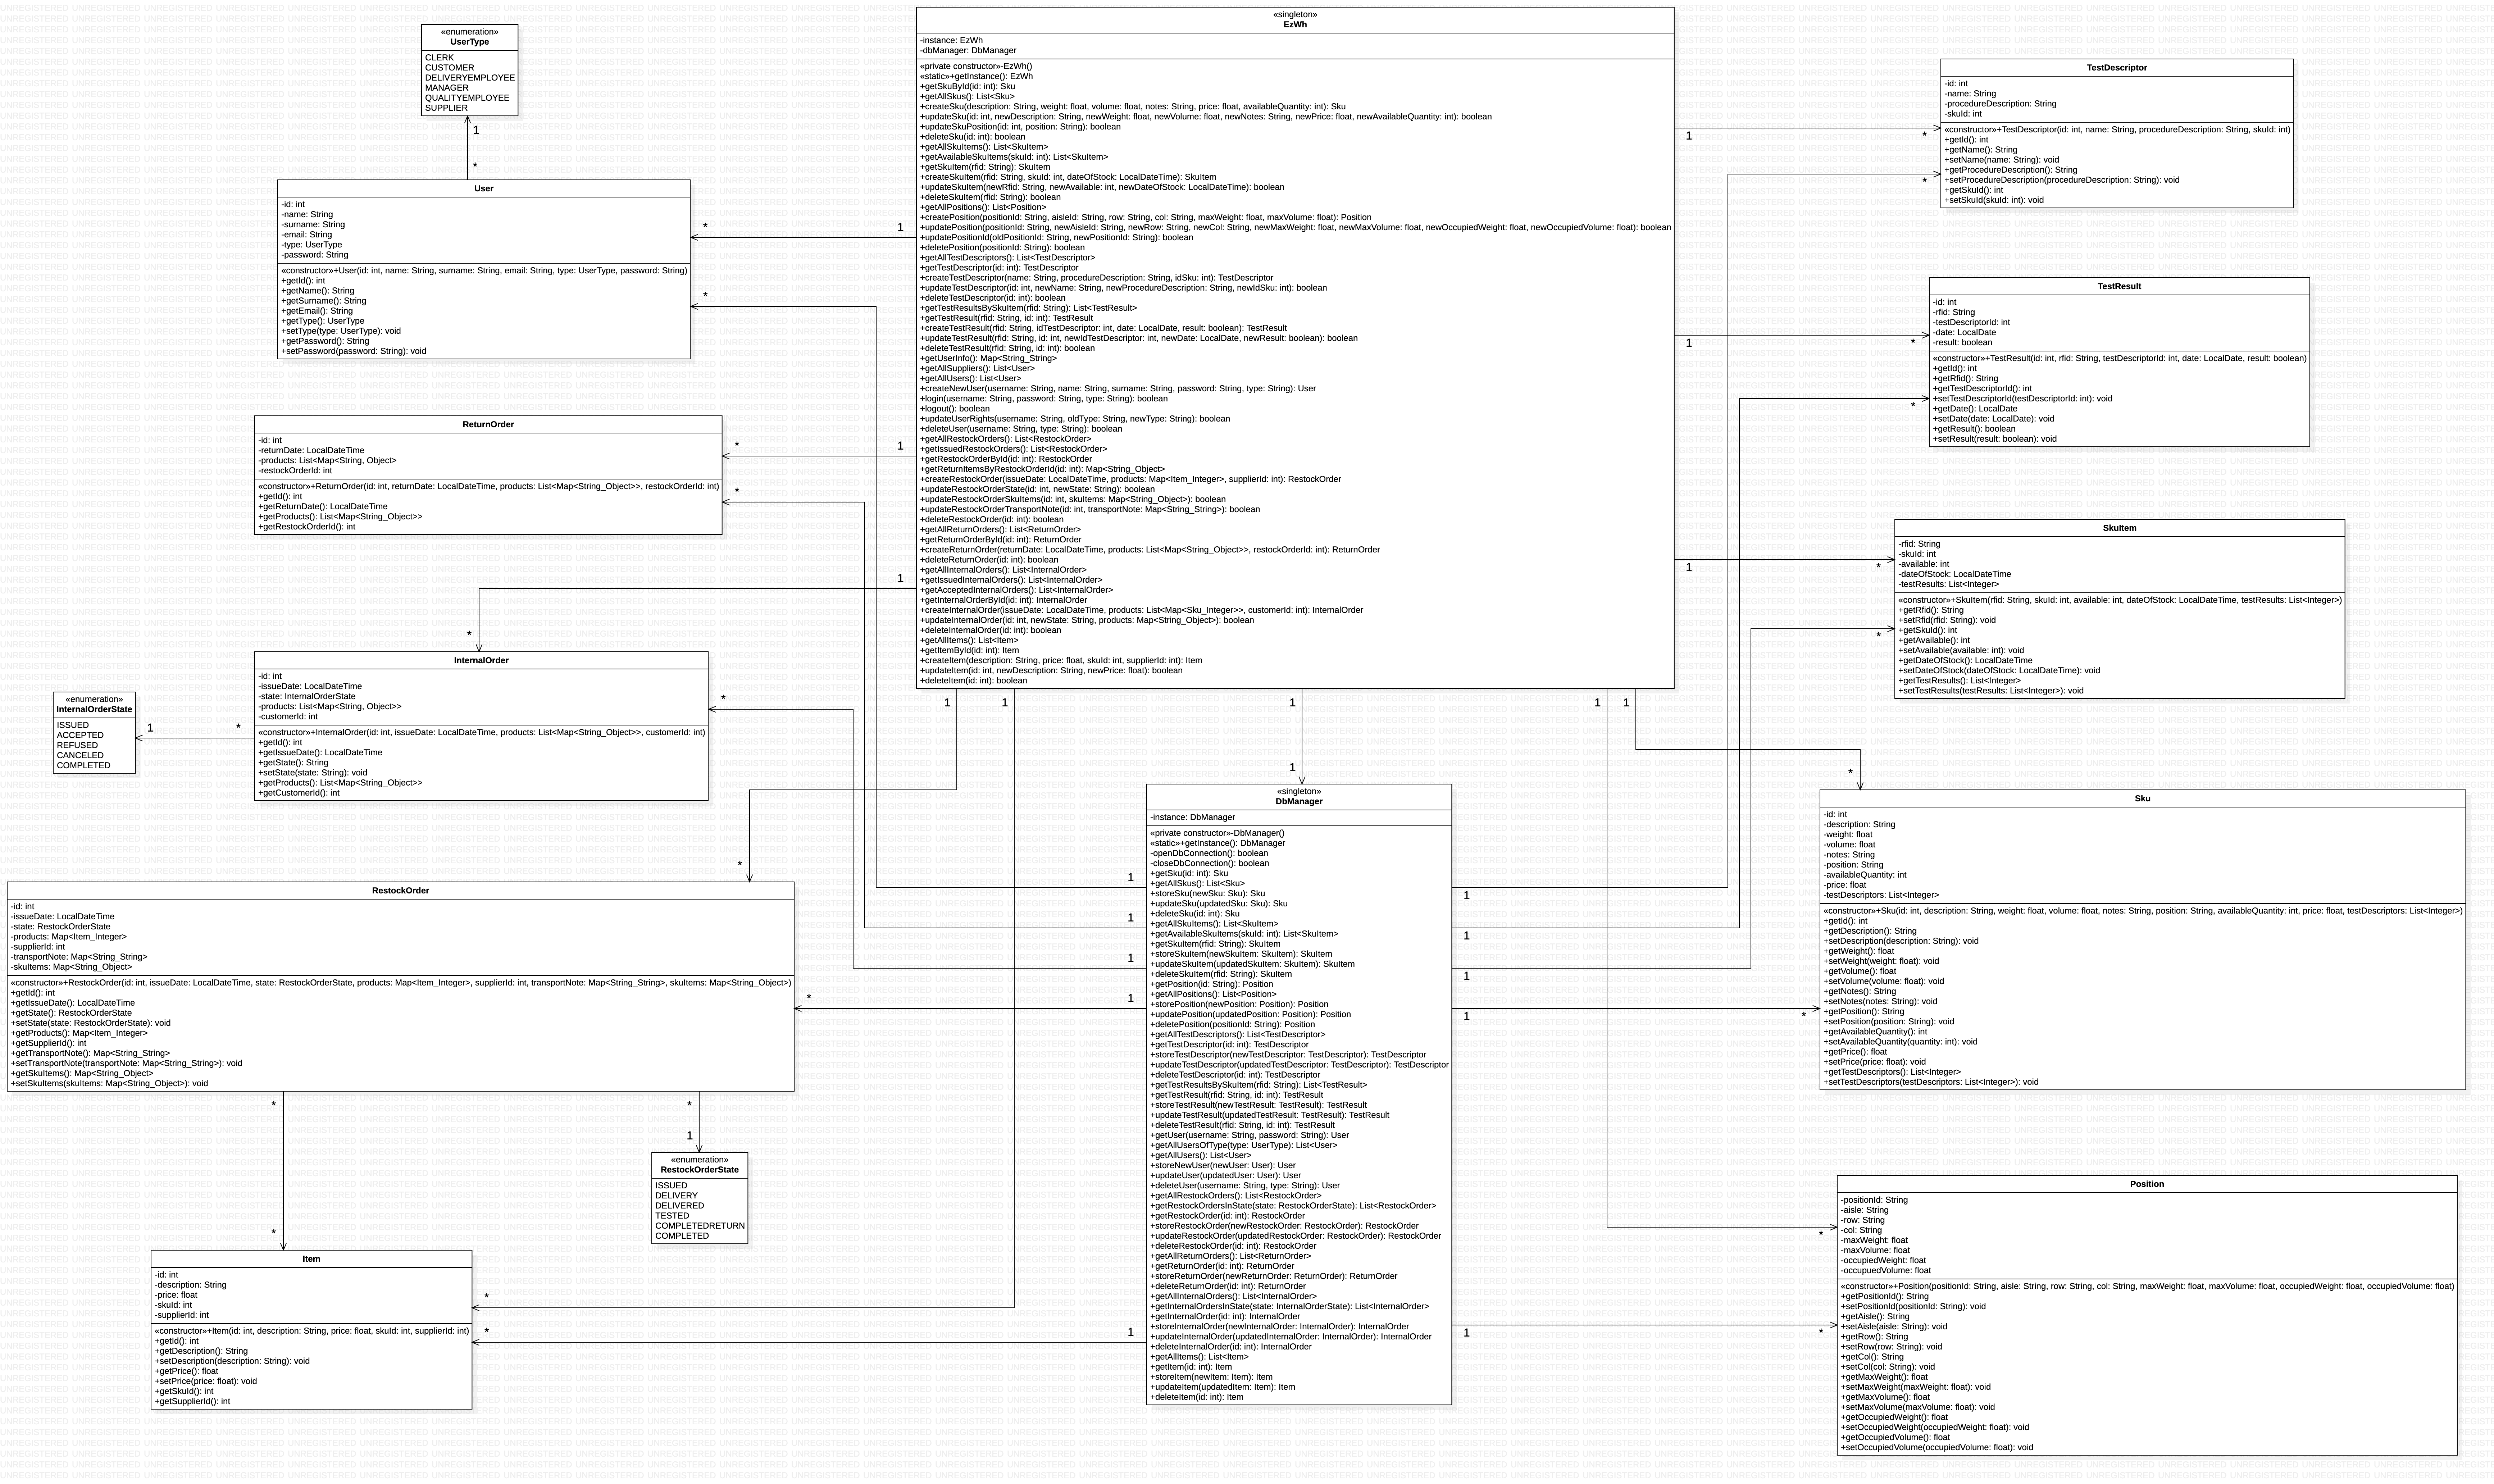 «enumeration»
UserType
CLERK
CUSTOMER
DELIVERYEMPLOYEE
MANAGER
QUALITYEMPLOYEE
SUPPLIER
1
*
User
-id: int
-name: String
-surname: String
-email: String
-type: UserType
-password: String
«constructor»+User(id: int, name: String, surname: String, email: String, type: UserType, password: String)
+getId(): int
+getName(): String
+getSurname(): String
+getEmail(): String
+getType(): UserType
+setType(type: UserType): void
+getPassword(): String
+setPassword(password: String): void
*
1
*
ReturnOrder
-id: int
-returnDate: LocalDateTime
-products: List<Map<String, Object>
-restockOrderId: int
«constructor»+ReturnOrder(id: int, returnDate: LocalDateTime, products: List<Map<String_Object>>, restockOrderId: int)
+getId(): int
+getReturnDate(): LocalDateTime
+getProducts(): List<Map<String_Object>>
+getRestockOrderId(): int
*
1
*
1
*
InternalOrder
-id: int
-issueDate: LocalDateTime
-state: InternalOrderState
-products: List<Map<String, Object>>
-customerId: int
«constructor»+InternalOrder(id: int, issueDate: LocalDateTime, products: List<Map<String_Object>>, customerId: int)
+getId(): int
+getIssueDate(): LocalDateTime
+getState(): String
+setState(state: String): void
+getProducts(): List<Map<String_Object>>
+getCustomerId(): int
*
«enumeration»
InternalOrderState
ISSUED
ACCEPTED
REFUSED
CANCELED
COMPLETED
1
*
*
RestockOrder
-id: int
-issueDate: LocalDateTime
-state: RestockOrderState
-products: Map<Item_Integer>
-supplierId: int
-transportNote: Map<String_String>
-skuItems: Map<String_Object>
«constructor»+RestockOrder(id: int, issueDate: LocalDateTime, state: RestockOrderState, products: Map<Item_Integer>, supplierId: int, transportNote: Map<String_String>, skuItems: Map<String_Object>)
+getId(): int
+getIssueDate(): LocalDateTime
+getState(): RestockOrderState
+setState(state: RestockOrderState): void
+getProducts(): Map<Item_Integer>
+getSupplierId(): int
+getTransportNote(): Map<String_String>
+setTransportNote(transportNote: Map<String_String>): void
+getSkuItems(): Map<String_Object>
+setSkuItems(skuItems: Map<String_Object>): void
*
*
*
1
*
«enumeration»
RestockOrderState
ISSUED
DELIVERY
DELIVERED
TESTED
COMPLETEDRETURN
COMPLETED
Item
-id: int
-description: String
-price: float
-skuId: int
-supplierId: int
«constructor»+Item(id: int, description: String, price: float, skuId: int, supplierId: int)
+getId(): int
+getDescription(): String
+setDescription(description: String): void
+getPrice(): float
+setPrice(price: float): void
+getSkuId(): int
+getSupplierId(): int
*
*
«singleton»
EzWh
-instance: EzWh
-dbManager: DbManager
«private constructor»-EzWh()
«static»+getInstance(): EzWh
+getSkuById(id: int): Sku
+getAllSkus(): List<Sku>
+createSku(description: String, weight: float, volume: float, notes: String, price: float, availableQuantity: int): Sku
+updateSku(id: int, newDescription: String, newWeight: float, newVolume: float, newNotes: String, newPrice: float, newAvailableQuantity: int): boolean
+updateSkuPosition(id: int, position: String): boolean
+deleteSku(id: int): boolean
+getAllSkuItems(): List<SkuItem>
+getAvailableSkuItems(skuId: int): List<SkuItem>
+getSkuItem(rfid: String): SkuItem
+createSkuItem(rfid: String, skuId: int, dateOfStock: LocalDateTime): SkuItem
+updateSkuItem(newRfid: String, newAvailable: int, newDateOfStock: LocalDateTime): boolean
+deleteSkuItem(rfid: String): boolean
+getAllPositions(): List<Position>
+createPosition(positionId: String, aisleId: String, row: String, col: String, maxWeight: float, maxVolume: float): Position
+updatePosition(positionId: String, newAisleId: String, newRow: String, newCol: String, newMaxWeight: float, newMaxVolume: float, newOccupiedWeight: float, newOccupiedVolume: float): boolean
+updatePositionId(oldPositionId: String, newPositionId: String): boolean
+deletePosition(positionId: String): boolean
+getAllTestDescriptors(): List<TestDescriptor>
+getTestDescriptor(id: int): TestDescriptor
+createTestDescriptor(name: String, procedureDescription: String, idSku: int): TestDescriptor
+updateTestDescriptor(id: int, newName: String, newProcedureDescription: String, newIdSku: int): boolean
+deleteTestDescriptor(id: int): boolean
+getTestResultsBySkuItem(rfid: String): List<TestResult>
+getTestResult(rfid: String, id: int): TestResult
+createTestResult(rfid: String, idTestDescriptor: int, date: LocalDate, result: boolean): TestResult
+updateTestResult(rfid: String, id: int, newIdTestDescriptor: int, newDate: LocalDate, newResult: boolean): boolean
+deleteTestResult(rfid: String, id: int): boolean
+getUserInfo(): Map<String_String>
+getAllSuppliers(): List<User>
+getAllUsers(): List<User>
+createNewUser(username: String, name: String, surname: String, password: String, type: String): User
+login(username: String, password: String, type: String): boolean
+logout(): boolean
+updateUserRights(username: String, oldType: String, newType: String): boolean
+deleteUser(username: String, type: String): boolean
+getAllRestockOrders(): List<RestockOrder>
+getIssuedRestockOrders(): List<RestockOrder>
+getRestockOrderById(id: int): RestockOrder
+getReturnItemsByRestockOrderId(id: int): Map<String_Object>
+createRestockOrder(issueDate: LocalDateTime, products: Map<Item_Integer>, supplierId: int): RestockOrder
+updateRestockOrderState(id: int, newState: String): boolean
+updateRestockOrderSkuItems(id: int, skuItems: Map<String_Object>): boolean
+updateRestockOrderTransportNote(id: int, transportNote: Map<String_String>): boolean
+deleteRestockOrder(id: int): boolean
+getAllReturnOrders(): List<ReturnOrder>
+getReturnOrderById(id: int): ReturnOrder
+createReturnOrder(returnDate: LocalDateTime, products: List<Map<String_Object>>, restockOrderId: int): ReturnOrder
+deleteReturnOrder(id: int): boolean
+getAllInternalOrders(): List<InternalOrder>
+getIssuedInternalOrders(): List<InternalOrder>
+getAcceptedInternalOrders(): List<InternalOrder>
+getInternalOrderById(id: int): InternalOrder
+createInternalOrder(issueDate: LocalDateTime, products: List<Map<Sku_Integer>>, customerId: int): InternalOrder
+updateInternalOrder(id: int, newState: String, products: Map<String_Object>): boolean
+deleteInternalOrder(id: int): boolean
+getAllItems(): List<Item>
+getItemById(id: int): Item
+createItem(description: String, price: float, skuId: int, supplierId: int): Item
+updateItem(id: int, newDescription: String, newPrice: float): boolean
+deleteItem(id: int): boolean
1
1
1
1
1
1
«singleton»
DbManager
-instance: DbManager
«private constructor»-DbManager()
«static»+getInstance(): DbManager
-openDbConnection(): boolean
-closeDbConnection(): boolean
+getSku(id: int): Sku
+getAllSkus(): List<Sku>
+storeSku(newSku: Sku): Sku
+updateSku(updatedSku: Sku): Sku
+deleteSku(id: int): Sku
+getAllSkuItems(): List<SkuItem>
+getAvailableSkuItems(skuId: int): List<SkuItem>
+getSkuItem(rfid: String): SkuItem
+storeSkuItem(newSkuItem: SkuItem): SkuItem
+updateSkuItem(updatedSkuItem: SkuItem): SkuItem
+deleteSkuItem(rfid: String): SkuItem
+getPosition(id: String): Position
+getAllPositions(): List<Position>
+storePosition(newPosition: Position): Position
+updatePosition(updatedPosition: Position): Position
+deletePosition(positionId: String): Position
+getAllTestDescriptors(): List<TestDescriptor>
+getTestDescriptor(id: int): TestDescriptor
+storeTestDescriptor(newTestDescriptor: TestDescriptor): TestDescriptor
+updateTestDescriptor(updatedTestDescriptor: TestDescriptor): TestDescriptor
+deleteTestDescriptor(id: int): TestDescriptor
+getTestResultsBySkuItem(rfid: String): List<TestResult>
+getTestResult(rfid: String, id: int): TestResult
+storeTestResult(newTestResult: TestResult): TestResult
+updateTestResult(updatedTestResult: TestResult): TestResult
+deleteTestResult(rfid: String, id: int): TestResult
+getUser(username: String, password: String): User
+getAllUsersOfType(type: UserType): List<User>
+getAllUsers(): List<User>
+storeNewUser(newUser: User): User
+updateUser(updatedUser: User): User
+deleteUser(username: String, type: String): User
+getAllRestockOrders(): List<RestockOrder>
+getRestockOrdersInState(state: RestockOrderState): List<RestockOrder>
+getRestockOrder(id: int): RestockOrder
+storeRestockOrder(newRestockOrder: RestockOrder): RestockOrder
+updateRestockOrder(updatedRestockOrder: RestockOrder): RestockOrder
+deleteRestockOrder(id: int): RestockOrder
+getAllReturnOrders(): List<ReturnOrder>
+getReturnOrder(id: int): ReturnOrder
+storeReturnOrder(newReturnOrder: ReturnOrder): ReturnOrder
+deleteReturnOrder(id: int): ReturnOrder
+getAllInternalOrders(): List<InternalOrder>
+getInternalOrdersInState(state: InternalOrderState): List<InternalOrder>
+getInternalOrder(id: int): InternalOrder
+storeInternalOrder(newInternalOrder: InternalOrder): InternalOrder
+updateInternalOrder(updatedInternalOrder: InternalOrder): InternalOrder
+deleteInternalOrder(id: int): InternalOrder
+getAllItems(): List<Item>
+getItem(id: int): Item
+storeItem(newItem: Item): Item
+updateItem(updatedItem: Item): Item
+deleteItem(id: int): Item
1
1
1
1
1
1
1
1
1
1
TestDescriptor
-id: int
-name: String
-procedureDescription: String
-skuId: int
«constructor»+TestDescriptor(id: int, name: String, procedureDescription: String, skuId: int)
+getId(): int
+getName(): String
+setName(name: String): void
+getProcedureDescription(): String
+setProcedureDescription(procedureDescription: String): void
+getSkuId(): int
+setSkuId(skuId: int): void
1
*
*
TestResult
-id: int
-rfid: String
-testDescriptorId: int
-date: LocalDate
-result: boolean
«constructor»+TestResult(id: int, rfid: String, testDescriptorId: int, date: LocalDate, result: boolean)
+getId(): int
+getRfid(): String
+getTestDescriptorId(): int
+setTestDescriptorId(testDescriptorId: int): void
+getDate(): LocalDate
+setDate(date: LocalDate): void
+getResult(): boolean
+setResult(result: boolean): void
1
*
*
SkuItem
-rfid: String
-skuId: int
-available: int
-dateOfStock: LocalDateTime
-testResults: List<Integer>
«constructor»+SkuItem(rfid: String, skuId: int, available: int, dateOfStock: LocalDateTime, testResults: List<Integer>)
+getRfid(): String
+setRfid(rfid: String): void
+getSkuId(): int
+getAvailable(): int
+setAvailable(available: int): void
+getDateOfStock(): LocalDateTime
+setDateOfStock(dateOfStock: LocalDateTime): void
+getTestResults(): List<Integer>
+setTestResults(testResults: List<Integer>): void
1
*
*
*
Sku
-id: int
-description: String
-weight: float
-volume: float
-notes: String
-position: String
-availableQuantity: int
-price: float
-testDescriptors: List<Integer>
«constructor»+Sku(id: int, description: String, weight: float, volume: float, notes: String, position: String, availableQuantity: int, price: float, testDescriptors: List<Integer>)
+getId(): int
+getDescription(): String
+setDescription(description: String): void
+getWeight(): float
+setWeight(weight: float): void
+getVolume(): float
+setVolume(volume: float): void
+getNotes(): String
+setNotes(notes: String): void
+getPosition(): String
+setPosition(position: String): void
+getAvailableQuantity(): int
+setAvailableQuantity(quantity: int): void
+getPrice(): float
+setPrice(price: float): void
+getTestDescriptors(): List<Integer>
+setTestDescriptors(testDescriptors: List<Integer>): void
*
Position
-positionId: String
-aisle: String
-row: String
-col: String
-maxWeight: float
-maxVolume: float
-occupiedWeight: float
-occupuedVolume: float
«constructor»+Position(positionId: String, aisle: String, row: String, col: String, maxWeight: float, maxVolume: float, occupiedWeight: float, occupiedVolume: float)
+getPositionId(): String
+setPositionId(positionId: String): void
+getAisle(): String
+setAisle(aisle: String): void
+getRow(): String
+setRow(row: String): void
+getCol(): String
+setCol(col: String): void
+getMaxWeight(): float
+setMaxWeight(maxWeight: float): void
+getMaxVolume(): float
+setMaxVolume(maxVolume: float): void
+getOccupiedWeight(): float
+setOccupiedWeight(occupiedWeight: float): void
+getOccupiedVolume(): float
+setOccupiedVolume(occupiedVolume: float): void
*
*
UNREGISTERED